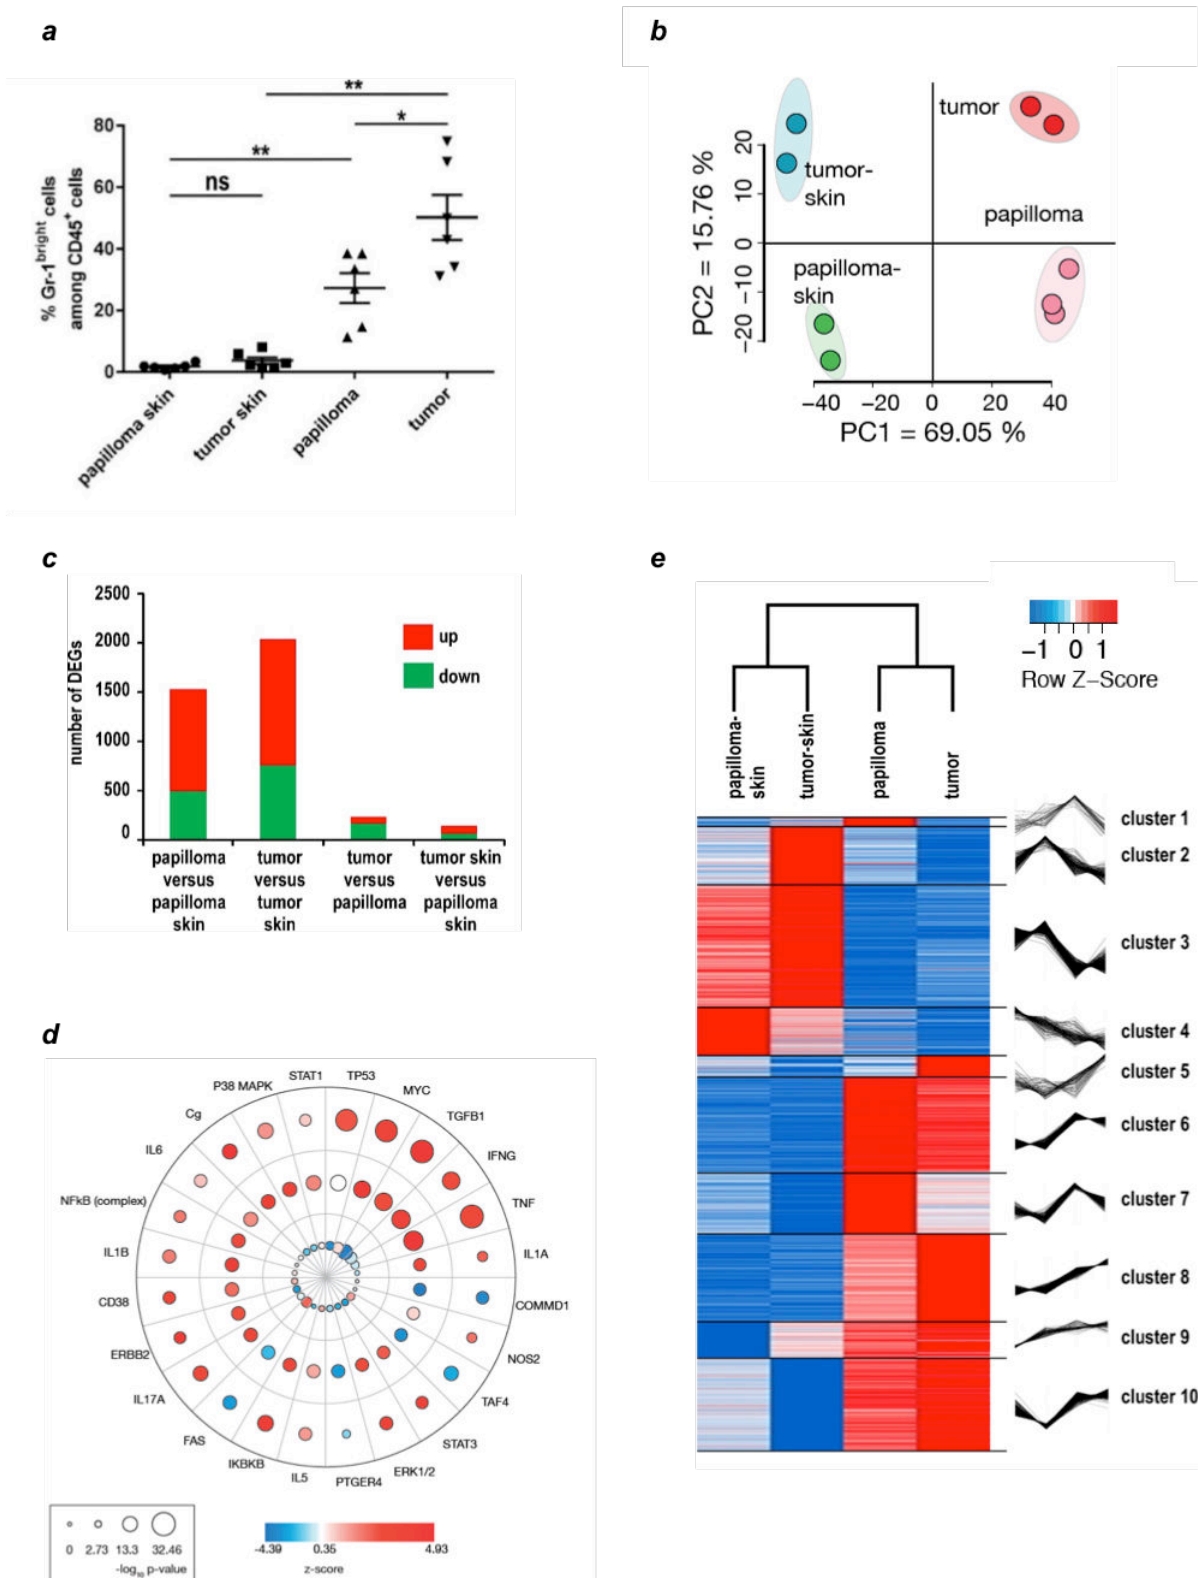 a
**
*
**
ns
80
60
40
20
0
% Gr-1bright cells
among CD45+ cells
papilloma skin
tumor skin
papilloma
tumor
b
tumor
tumor-
skin
papilloma
papilloma-
skin
PC2 = 15.76 %
20
10
0
−10
−20
−40 −20 0 20 40
PC1 = 69.05 %
c
2500
2000
1500
1000
500
0
number of DEGs
up
down
papilloma
versus
papilloma
skin
tumor
versus
tumor
skin
tumor
versus
papilloma
tumor skin
versus
papilloma
skin
d
STAT1
TP53
MYC
TGFB1
IFNG
TNF
IL1A
COMMD1
NOS2
TAF4
STAT3
ERK1/2
PTGER4
IL5
IKBKB
FAS
IL17A
ERBB2
CD38
IL1B
NFkB (complex)
IL6
Cg
P38 MAPK
0 2.73 13.3 32.46
-log10 p-value
-4.39 0.35 4.93
z-score
e
−1 0 1
Row Z−Score
papilloma-
skin
tumor-skin
papilloma
tumor
cluster 1
cluster 2
cluster 3
cluster 4
cluster 5
cluster 6
cluster 7
cluster 8
cluster 9
cluster 10